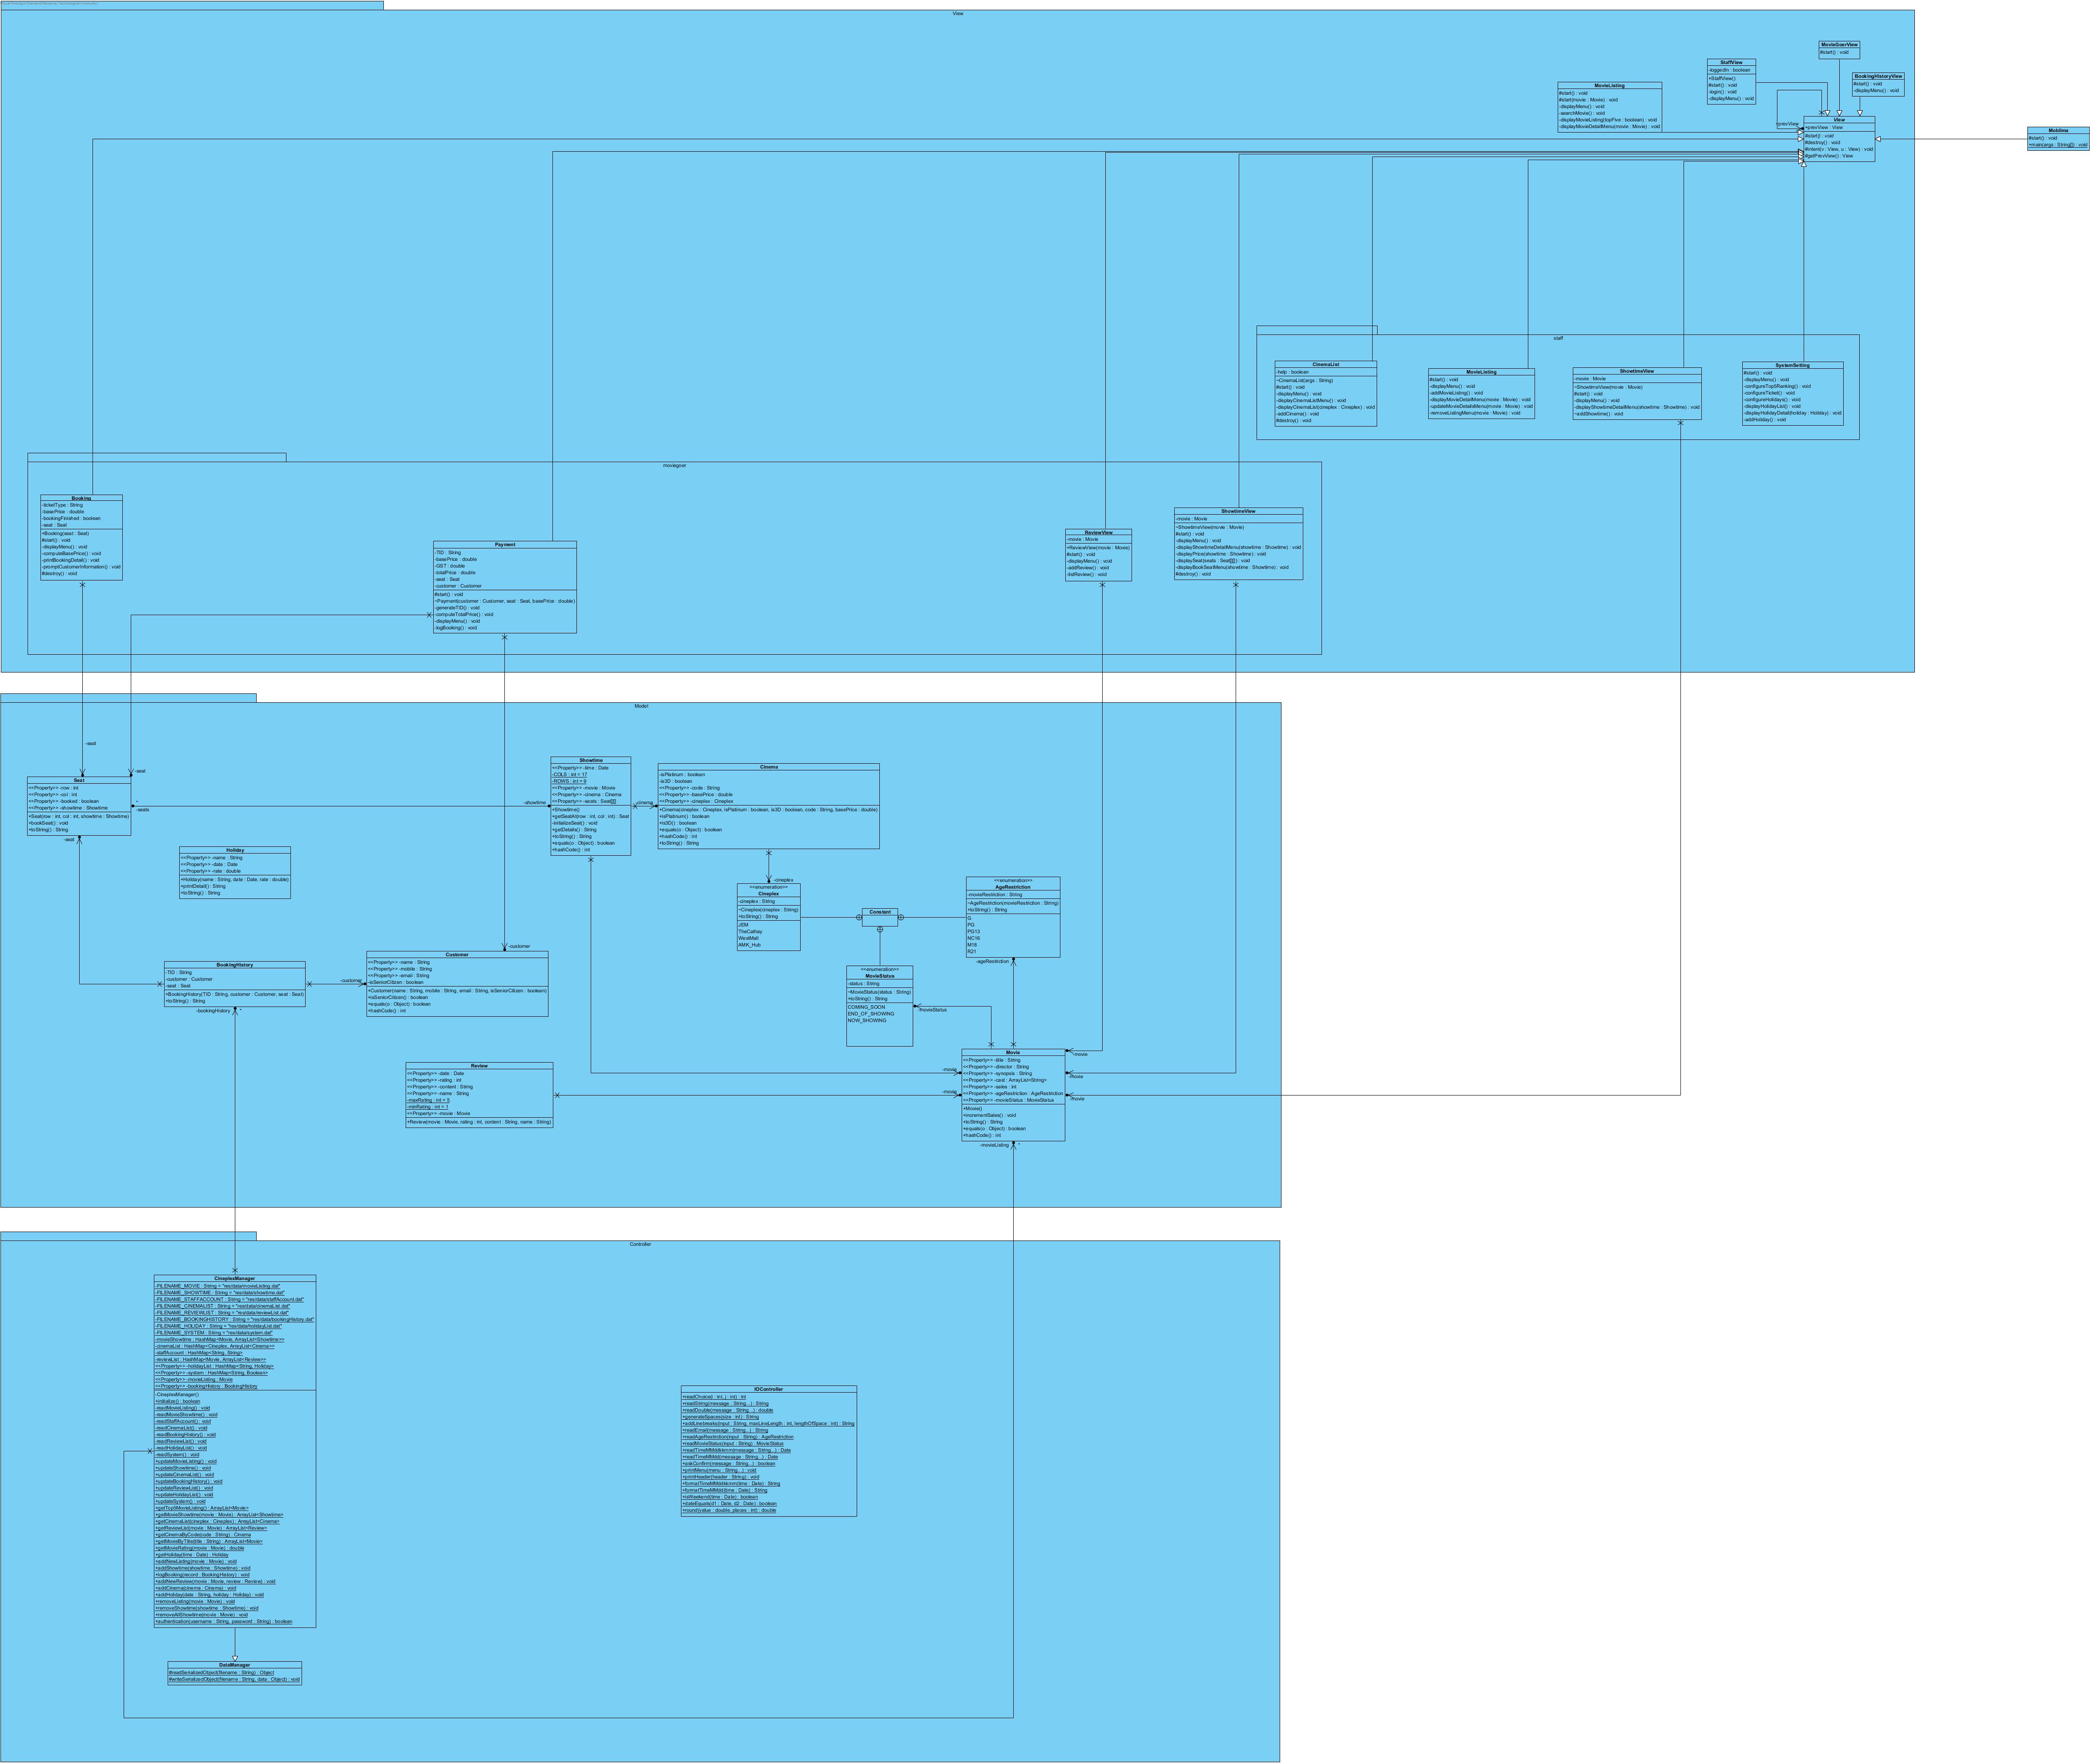 View
MovieGoerView
#start() : void
StaffView
-loggedIn : boolean
+StaffView()
#start() : void
-login() : void
-displayMenu() : void
BookingHistoryView
#start() : void
-displayMenu() : void
MovieListing
#start() : void
#start(movie : Movie) : void
-displayMenu() : void
-searchMovie() : void
-displayMovieListing(topFive : boolean) : void
-displayMovieDetailMenu(movie : Movie) : void
View
+prevView : View
#start() : void
#destroy() : void
#intent(v : View, u : View) : void
#getPrevView() : View
+prevView
Moblima
#start() : void
+main(args : String[]) : void
staff
CinemaList
-help : boolean
~CinemaList(args : String)
#start() : void
-displayMenu() : void
-displayCinemaListMenu() : void
-displayCinemaList(cineplex : Cineplex) : void
-addCinema() : void
#destroy() : void
MovieListing
#start() : void
-displayMenu() : void
-addMovieListing() : void
-displayMovieDetailMenu(movie : Movie) : void
-updateMovieDetailsMenu(movie : Movie) : void
-removeListingMenu(movie : Movie) : void
ShowtimeView
-movie : Movie
~ShowtimeView(movie : Movie)
#start() : void
-displayMenu() : void
-displayShowtimeDetailMenu(showtime : Showtime) : void
-addShowtime() : void
SystemSetting
#start() : void
-displayMenu() : void
-configureTop5Ranking() : void
-configureTicket() : void
-configureHolidays() : void
-displayHolidayList() : void
-displayHolidayDetail(holiday : Holiday) : void
-addHoliday() : void
moviegoer
Booking
-ticketType : String
-basePrice : double
-bookingFinished : boolean
-seat : Seat
+Booking(seat : Seat)
#start() : void
-displayMenu() : void
-computeBasePrice() : void
-printBookingDetail() : void
-promptCustomerInformation() : void
#destroy() : void
Payment
-TID : String
-basePrice : double
-GST : double
-totalPrice : double
-seat : Seat
-customer : Customer
#start() : void
~Payment(customer : Customer, seat : Seat, basePrice : double)
-generateTID() : void
-computeTotalPrice() : void
-displayMenu() : void
-logBooking() : void
ReviewView
-movie : Movie
+ReviewView(movie : Movie)
#start() : void
-displayMenu() : void
-addReview() : void
-listReview() : void
ShowtimeView
-movie : Movie
~ShowtimeView(movie : Movie)
#start() : void
-displayMenu() : void
-displayShowtimeDetailMenu(showtime : Showtime) : void
-displayPrice(showtime : Showtime) : void
-displaySeat(seats : Seat[][]) : void
-displayBookSeatMenu(showtime : Showtime) : void
#destroy() : void
Model
-seat
-seat
Seat
<<Property>> -row : int
<<Property>> -col : int
<<Property>> -booked : boolean
<<Property>> -showtime : Showtime
+Seat(row : int, col : int, showtime : Showtime)
+bookSeat() : void
+toString() : String
*
-seats
-seat
-showtime
Showtime
<<Property>> -time : Date
-COLS : int = 17
-ROWS : int = 9
<<Property>> -movie : Movie
<<Property>> -cinema : Cinema
<<Property>> -seats : Seat[][]
+Showtime()
+getSeatAt(row : int, col : int) : Seat
-initializeSeat() : void
+getDetails() : String
+toString() : String
+equals(o : Object) : boolean
+hashCode() : int
-cinema
Cinema
-isPlatinum : boolean
-is3D : boolean
<<Property>> -code : String
<<Property>> -basePrice : double
<<Property>> -cineplex : Cineplex
+Cinema(cineplex : Cineplex, isPlatinum : boolean, is3D : boolean, code : String, basePrice : double)
+isPlatinum() : boolean
+is3D() : boolean
+equals(o : Object) : boolean
+hashCode() : int
+toString() : String
Holiday
<<Property>> -name : String
<<Property>> -date : Date
<<Property>> -rate : double
+Holiday(name : String, date : Date, rate : double)
+printDetail() : String
+toString() : String
-cineplex
<<enumeration>>
Cineplex
-cineplex : String
~Cineplex(cineplex : String)
+toString() : String
JEM
TheCathay
WestMall
AMK_Hub
Constant
<<enumeration>>
AgeRestriction
-movieRestriction : String
~AgeRestriction(movieRestriction : String)
+toString() : String
G
PG
PG13
NC16
M18
R21
-ageRestriction
<<enumeration>>
MovieStatus
-status : String
~MovieStatus(status : String)
+toString() : String
COMING_SOON
END_OF_SHOWING
NOW_SHOWING
-movieStatus
BookingHistory
-TID : String
-customer : Customer
-seat : Seat
+BookingHistory(TID : String, customer : Customer, seat : Seat)
+toString() : String
-bookingHistory
*
-customer
-customer
Customer
<<Property>> -name : String
<<Property>> -mobile : String
<<Property>> -email : String
-isSeniorCitizen : boolean
+Customer(name : String, mobile : String, email : String, isSeniorCitizen : boolean)
+isSeniorCitizen() : boolean
+equals(o : Object) : boolean
+hashCode() : int
Review
<<Property>> -date : Date
<<Property>> -rating : int
<<Property>> -content : String
<<Property>> -name : String
-maxRating : int = 5
-minRating : int = 1
<<Property>> -movie : Movie
+Review(movie : Movie, rating : int, content : String, name : String)
Movie
<<Property>> -title : String
<<Property>> -director : String
<<Property>> -synopsis : String
<<Property>> -cast : ArrayList<String>
<<Property>> -sales : int
<<Property>> -ageRestriction : AgeRestriction
<<Property>> -movieStatus : MovieStatus
+Movie()
+incrementSales() : void
+toString() : String
+equals(o : Object) : boolean
+hashCode() : int
-movie
-movie
-movie
-movie
-movie
-movieListing
*
Controller
CineplexManager
-FILENAME_MOVIE : String = "res/data/movieListing.dat"
-FILENAME_SHOWTIME : String = "res/data/showtime.dat"
-FILENAME_STAFFACCOUNT : String = "res/data/staffAccount.dat"
-FILENAME_CINEMALIST : String = "res/data/cinemaList.dat"
-FILENAME_REVIEWLIST : String = "res/data/reviewList.dat"
-FILENAME_BOOKINGHISTORY : String = "res/data/bookingHistory.dat"
-FILENAME_HOLIDAY : String = "res/data/holidayList.dat"
-FILENAME_SYSTEM : String = "res/data/system.dat"
-movieShowtime : HashMap<Movie, ArrayList<Showtime>>
-cinemaList : HashMap<Cineplex, ArrayList<Cinema>>
-staffAccount : HashMap<String, String>
-reviewList : HashMap<Movie, ArrayList<Review>>
<<Property>> -holidayList : HashMap<String, Holiday>
<<Property>> -system : HashMap<String, Boolean>
<<Property>> -movieListing : Movie
<<Property>> -bookingHistory : BookingHistory
-CineplexManager()
+initialize() : boolean
-readMovieListing() : void
-readMovieShowtime() : void
-readStaffAccount() : void
-readCinemaList() : void
-readBookingHistory() : void
-readReviewList() : void
-readHolidayList() : void
-readSystem() : void
+updateMovieListing() : void
+updateShowtime() : void
+updateCinemaList() : void
+updateBookingHistory() : void
+updateReviewList() : void
+updateHolidayList() : void
+updateSystem() : void
+getTop5MovieListing() : ArrayList<Movie>
+getMovieShowtime(movie : Movie) : ArrayList<Showtime>
+getCinemaList(cineplex : Cineplex) : ArrayList<Cinema>
+getReviewList(movie : Movie) : ArrayList<Review>
+getCinemaByCode(code : String) : Cinema
+getMovieByTitle(title : String) : ArrayList<Movie>
+getMovieRating(movie : Movie) : double
+getHoliday(time : Date) : Holiday
+addNewListing(movie : Movie) : void
+addShowtime(showtime : Showtime) : void
+logBooking(record : BookingHistory) : void
+addNewReview(movie : Movie, review : Review) : void
+addCinema(cinema : Cinema) : void
+addHoliday(date : String, holiday : Holiday) : void
+removeListing(movie : Movie) : void
+removeShowtime(showtime : Showtime) : void
+removeAllShowtime(movie : Movie) : void
+authentication(username : String, password : String) : boolean
DataManager
#readSerializedObject(filename : String) : Object
#writeSerializedObject(filename : String, data : Object) : void
IOController
+readChoice(i : int, j : int) : int
+readString(message : String...) : String
+readDouble(message : String...) : double
+generateSpaces(size : int) : String
+addLinebreaks(input : String, maxLineLength : int, lengthOfSpace : int) : String
+readEmail(message : String...) : String
+readAgeRestriction(input : String) : AgeRestriction
+readMovieStatus(input : String) : MovieStatus
+readTimeMMddkkmm(message : String...) : Date
+readTimeMMdd(message : String...) : Date
+askConfirm(message : String...) : boolean
+printMenu(menu : String...) : void
+printHeader(header : String) : void
+formatTimeMMddkkmm(time : Date) : String
+formatTimeMMdd(time : Date) : String
+isWeekend(time : Date) : boolean
+dateEquals(d1 : Date, d2 : Date) : boolean
+round(value : double, places : int) : double